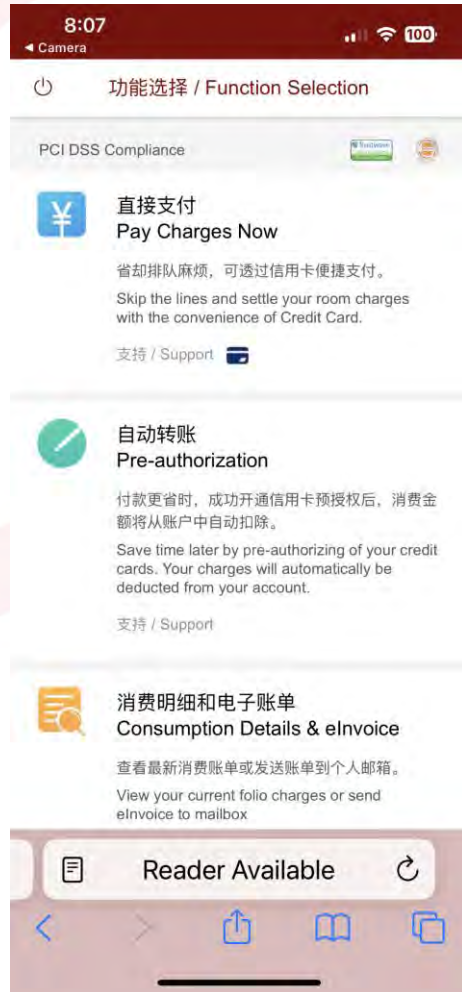 8:07
100
◀ Camera
功能选择 / Function Selection
PCI DSS Compliance
Trustwave
¥
直接支付
Pay Charges Now
省却排队麻烦，可透过信用卡便捷支付。
Skip the lines and settle your room charges
with the convenience of Credit Card.
支持 / Support
自动转账
Pre-authorization
付款更省时，成功开通信用卡预授权后，消费金
额将从账户中自动扣除。
Save time later by pre-authorizing of your credit
cards. Your charges will automatically be
deducted from your account.
支持 / Support
消费明细和电子账单
Consumption Details & eInvoice
查看最新消费账单或发送账单到个人邮箱。
View your current folio charges or send
eInvoice to mailbox
Reader Available